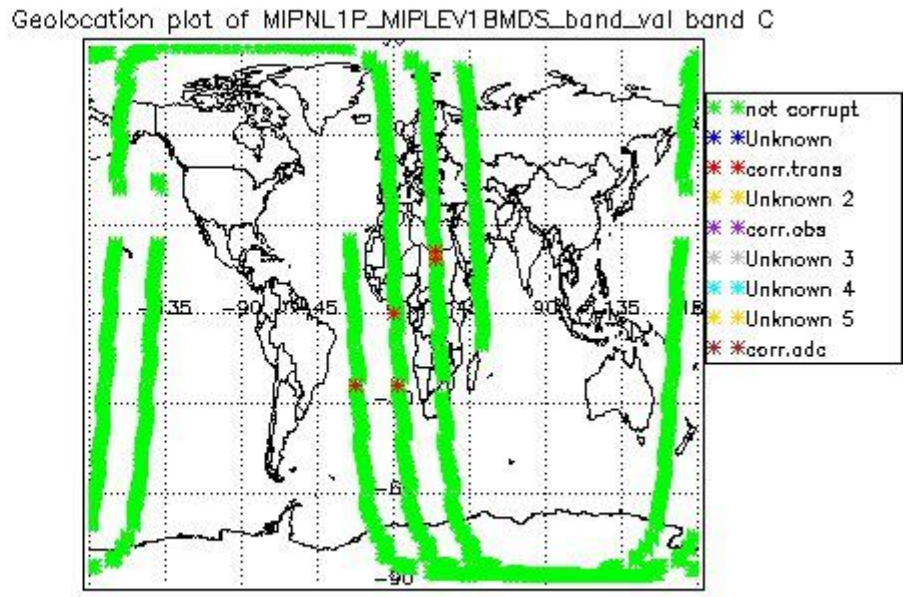 Geolocation plot of MIPNL1P_MIPLEV1BMDS_band_val band C
not corrupt
Unknown
corr.trans
Unknown 2
corr.obs
Unknown 3
Unknown 4
Unknown 5
corr.adc
-135 -90 -45 90 135
-90